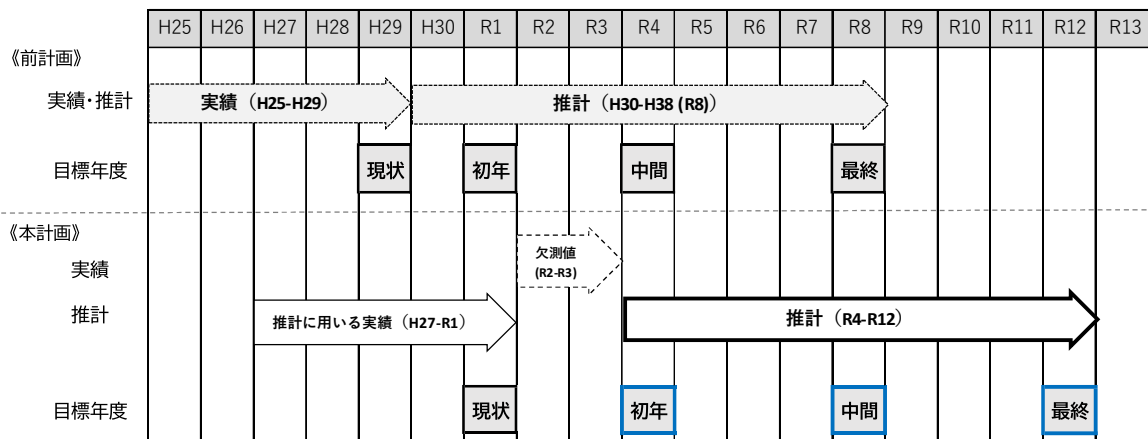 H25 H26 H27 H28 H29 H30 R1 R2 R3 R4 R5 R6 R7 R8 R9 R10 R11 R12 R13
《前計画》
実績・推計 実績（H25-H29） 推計（H30-H38 (R8)）
目標年度 現状 初年 中間 最終
《本計画》
実績 欠測値
(R2-R3)
推計 推計に用いる実績（H27-R1） 推計（R4-R12）
目標年度 現状 初年 中間 最終